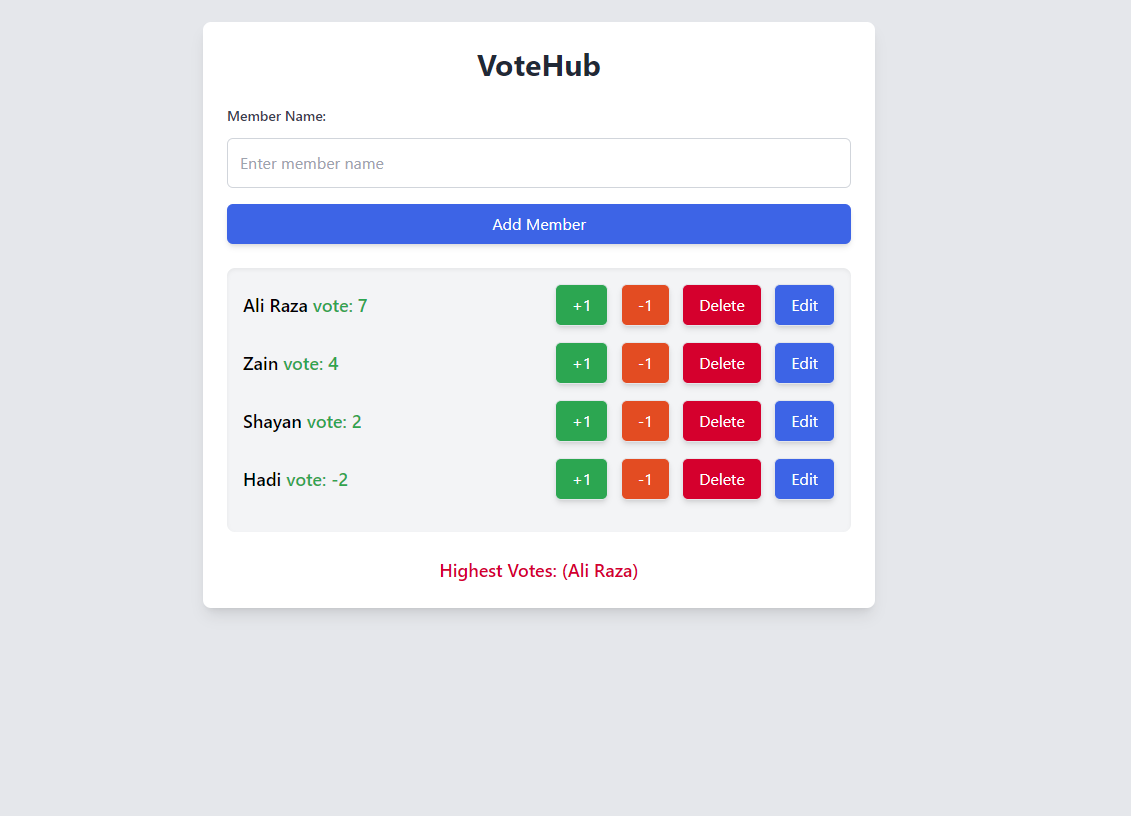 VoteHub
Member Name:
Enter member name
Add Member
Ali Raza vote: 7 +1 -1 Delete Edit
Zain vote: 4 +1 -1 Delete Edit
Shayan vote: 2 +1 -1 Delete Edit
Hadi vote: -2 +1 -1 Delete Edit
Highest Votes: (Ali Raza)